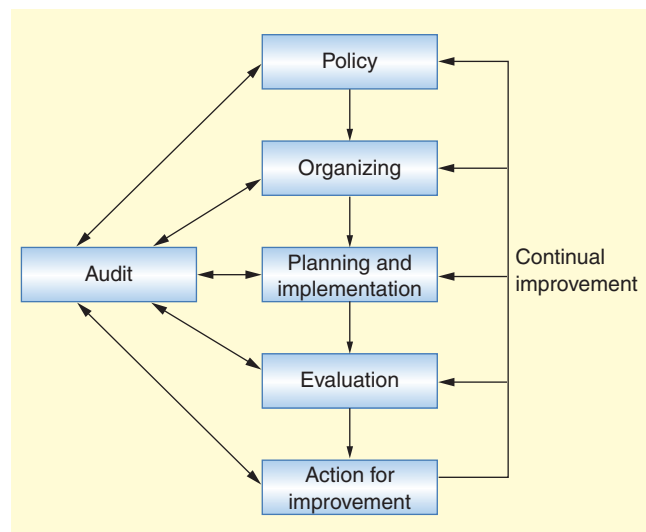 Policy
Organizing
Audit
Planning and
implementation
Continual
improvement
Evaluation
Action for
improvement